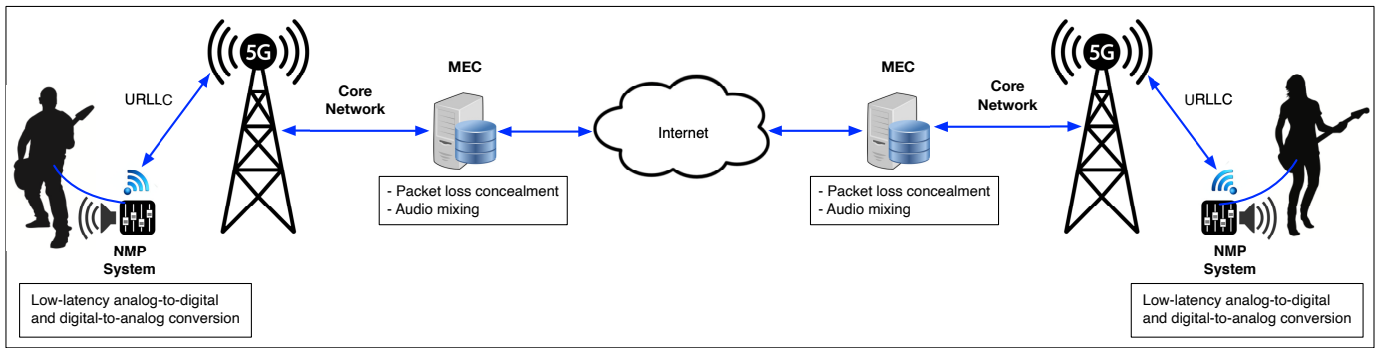 5G
URLLC
Core
Network
MEC
- Packet loss concealment
- Audio mixing
NMP
System
Low-latency analog-to-digital
and digital-to-analog conversion
Internet
MEC
- Packet loss concealment
- Audio mixing
Core
Network
5G
URLLC
NMP
System
Low-latency analog-to-digital
and digital-to-analog conversion